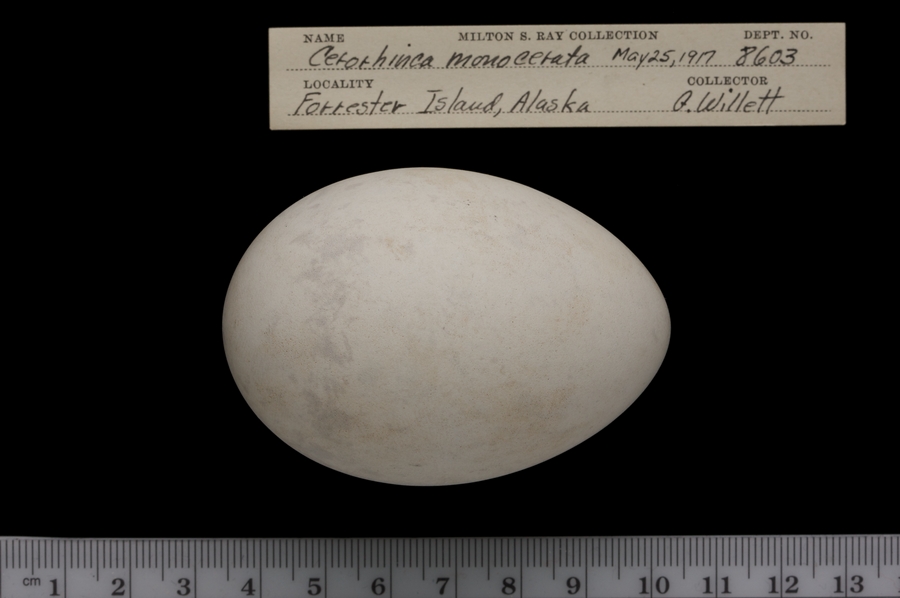 NAME MILTON S. RAY COLLECTION DEPT. NO.
Cerorhinca monocerata May 25, 1917 8603
LOCALITY COLLECTOR
Forrester Island, Alaska G. Willett
cm 1 2 3 4 5 6 7 8 9 10 11 12 13